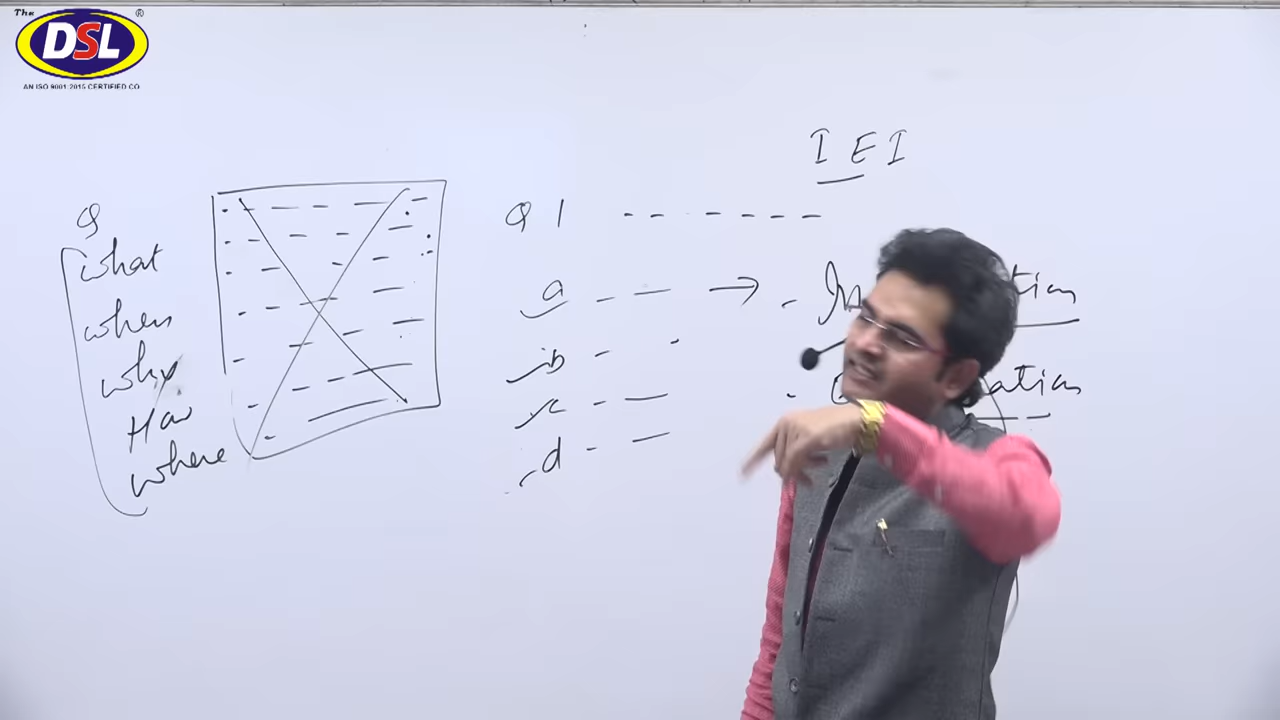 The
DSL
®
AN ISO 9001:2015 CERTIFIED CO
I E I
Q
what
when
why
How
where
Q 1
a
b
c
d